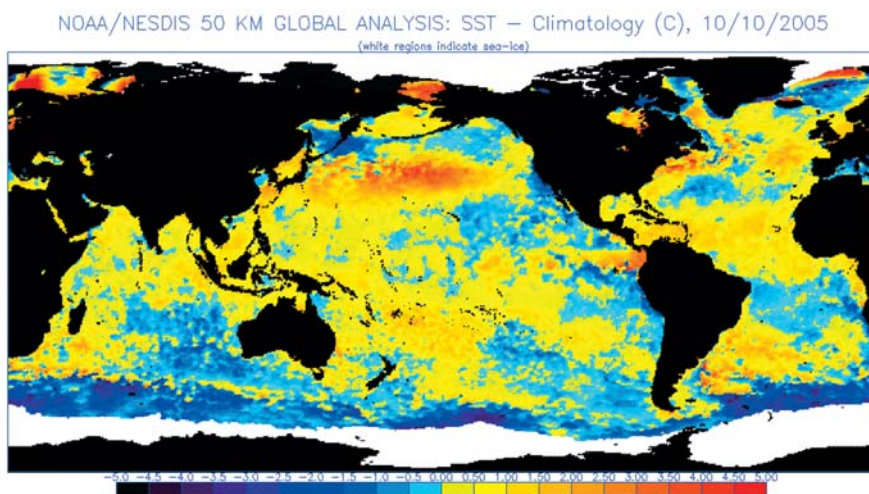 NOAA/NESDIS 50 KM GLOBAL ANALYSIS: SST – Climatology (C), 10/10/2005
(white regions indicate sea-ice)
-5.0 -4.5 -4.0 -3.5 -3.0 -2.5 -2.0 -1.5 -1.0 -0.5 0.00 0.50 1.00 1.50 2.00 2.50 3.00 3.50 4.00 4.50 5.00